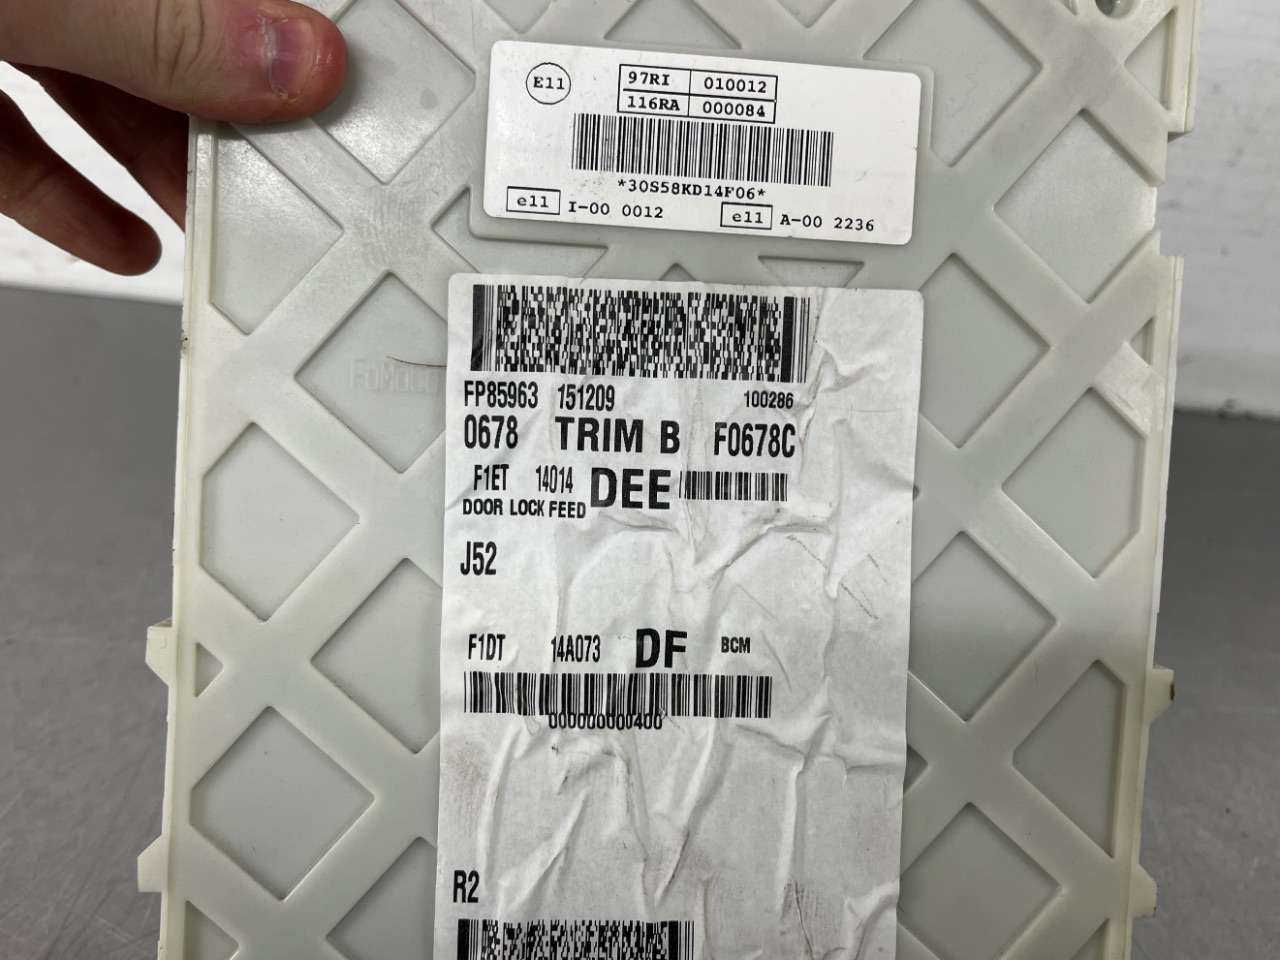 E11
97RI 010012
116RA 000084
*30S58KD14F06*
e11 I-00 0012 e11 A-00 2236
FoMoCo
FP85963 151209 100286
0678 TRIM B F0678C
F1ET 14014 DEE
DOOR LOCK FEED
J52
F1DT 14A073 DF BCM
000000000400
R2